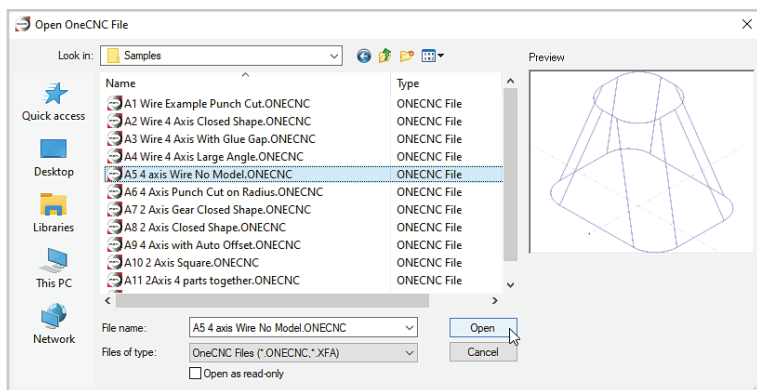 Open OneCNC File
Look in: Samples
Preview
Name Type
A1 Wire Example Punch Cut.ONECNC ONECNC File
A2 Wire 4 Axis Closed Shape.ONECNC ONECNC File
A3 Wire 4 Axis With Glue Gap.ONECNC ONECNC File
A4 Wire 4 Axis Large Angle.ONECNC ONECNC File
A5 4 axis Wire No Model.ONECNC ONECNC File
A6 4 Axis Punch Cut on Radius.ONECNC ONECNC File
A7 2 Axis Gear Closed Shape.ONECNC ONECNC File
A8 2 Axis Closed Shape.ONECNC ONECNC File
A9 4 Axis with Auto Offset.ONECNC ONECNC File
A10 2 Axis Square.ONECNC ONECNC File
A11 2Axis 4 parts together.ONECNC ONECNC File
Quick access
Desktop
Libraries
This PC
Network
File name: A5 4 axis Wire No Model.ONECNC Open
Files of type: OneCNC Files (*.ONECNC,*.XFA) Cancel
Open as read-only